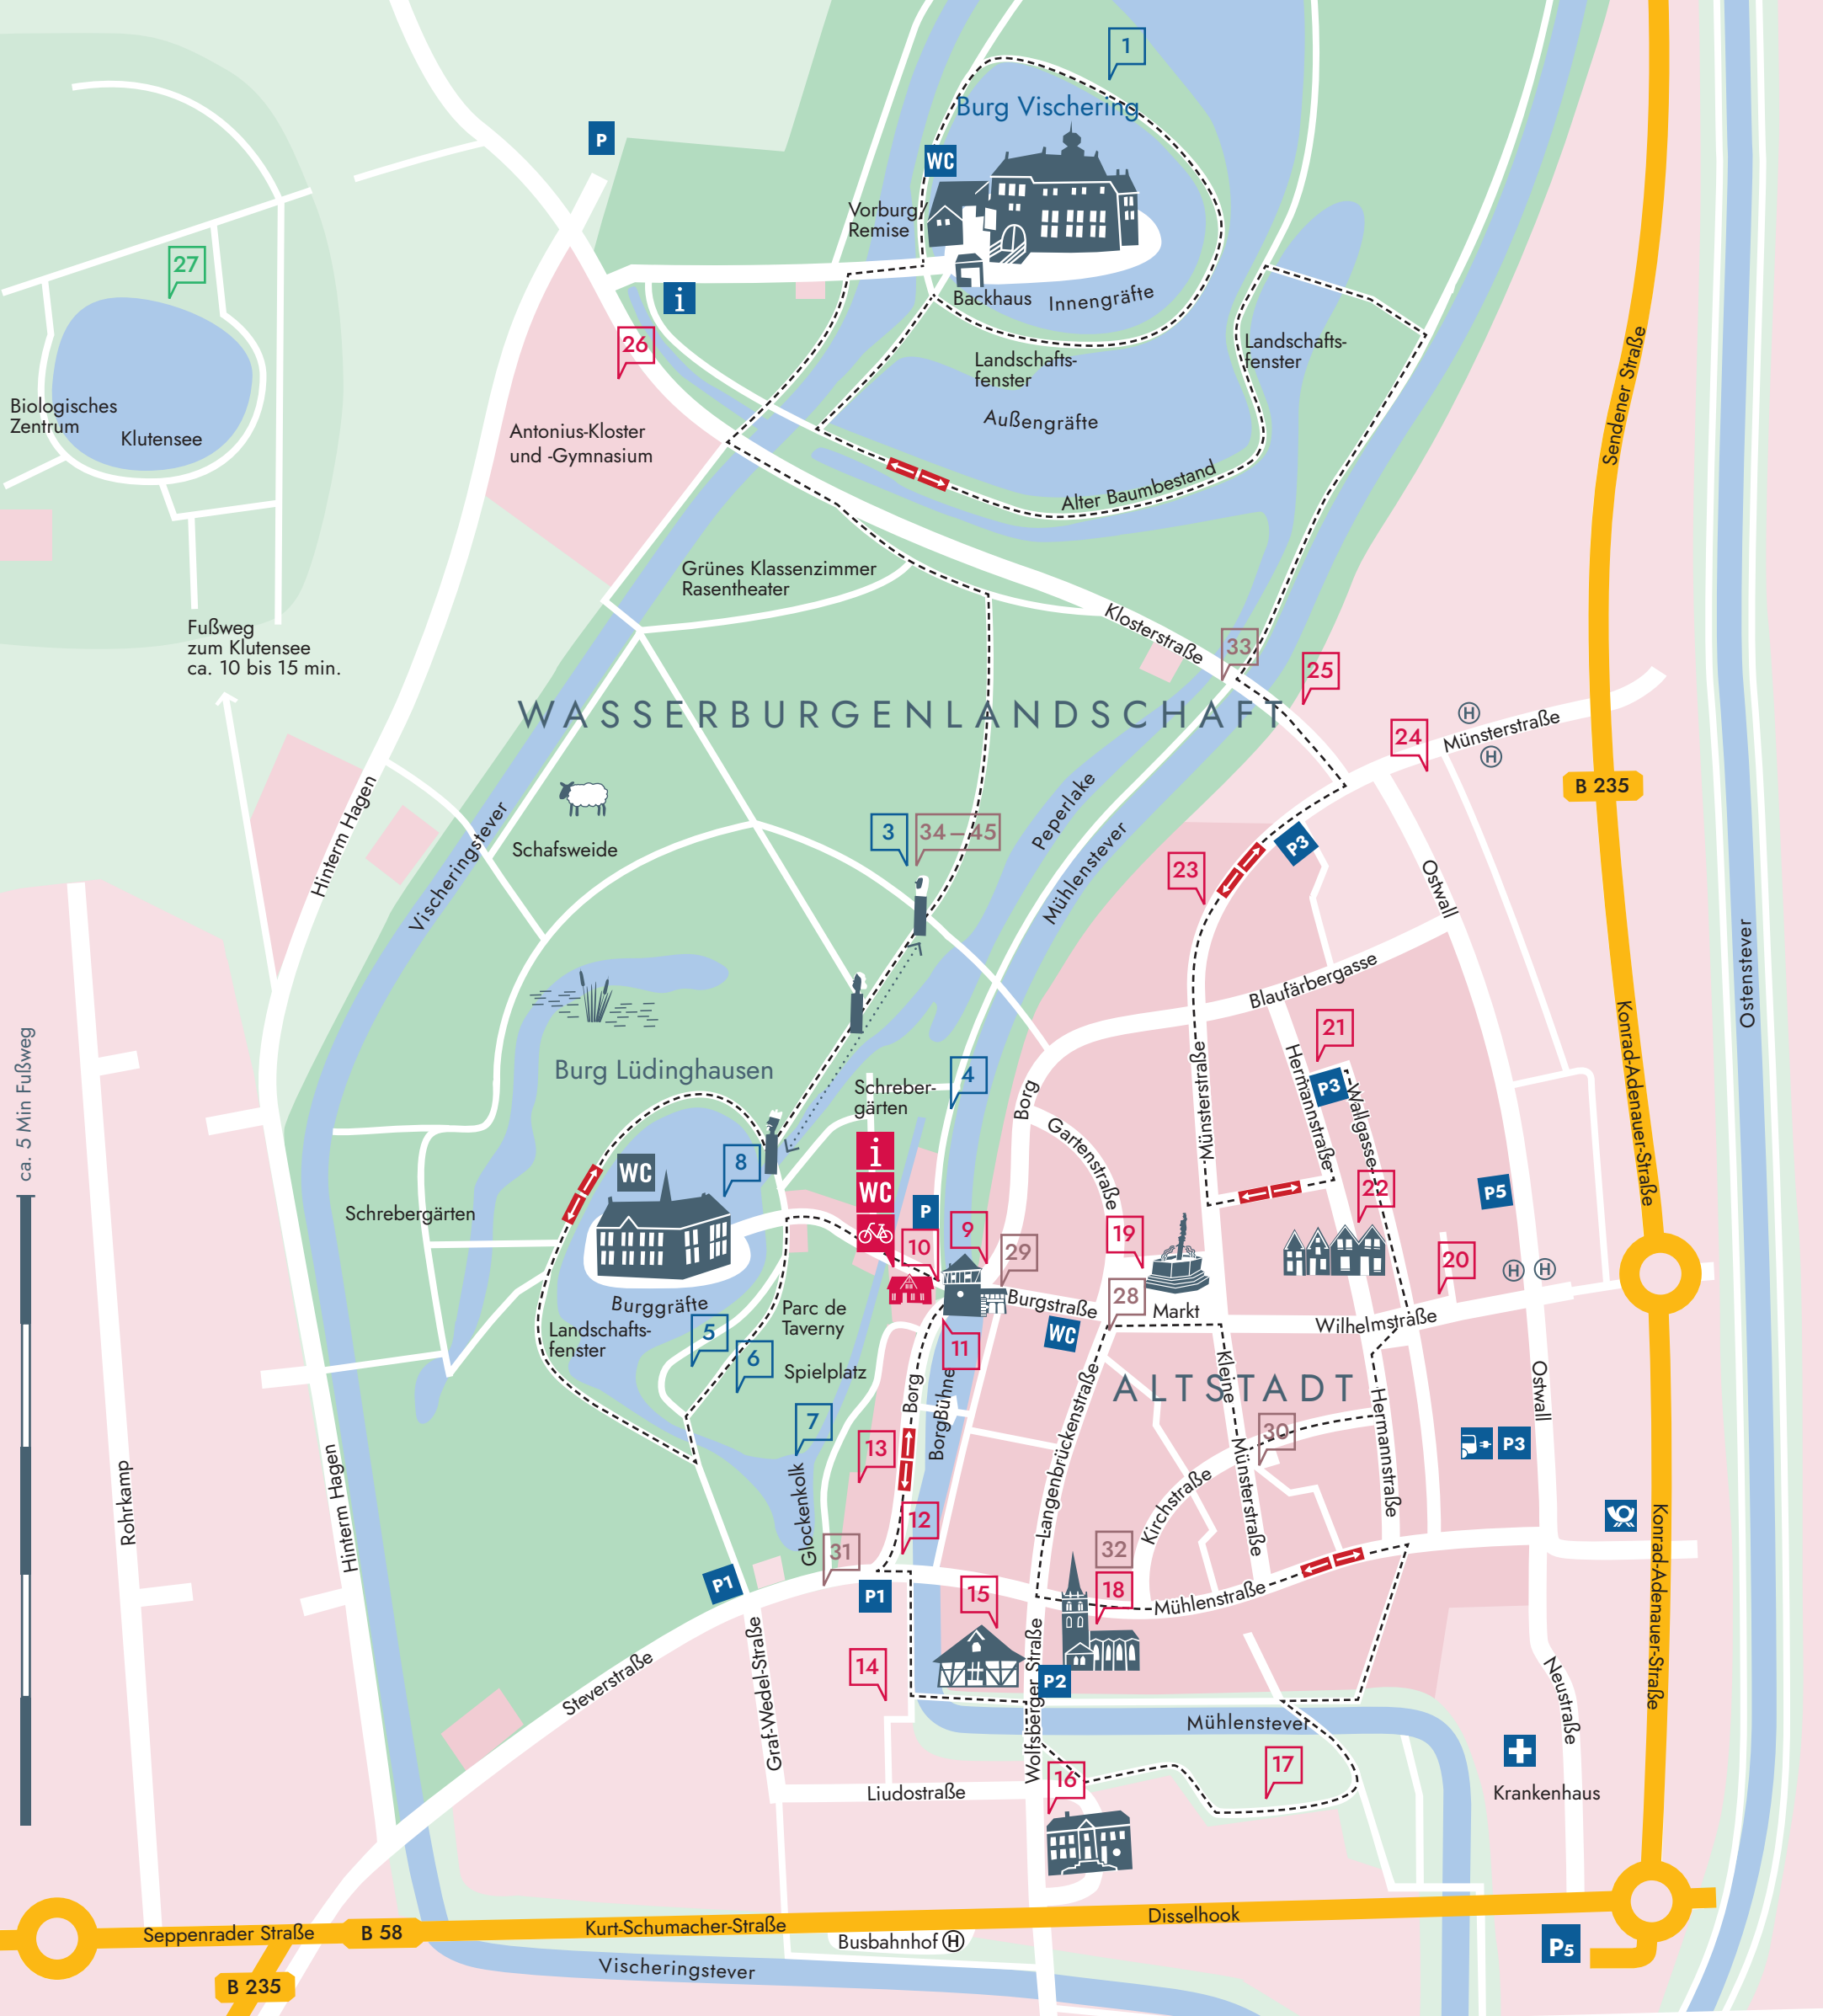 1
Burg Vischering
P
WC
Vorburg/
Remise
27
i
Backhaus
Innengräfte
26
Landschafts-
fenster
Landschafts-
fenster
Sendener Straße
Biologisches
Zentrum
Klutensee
Antonius-Kloster
und -Gymnasium
Außengräfte
Alter Baumbestand
Grünes Klassenzimmer
Rasentheater
Fußweg
zum Klutensee
ca. 10 bis 15 min.
Klosterstraße
33
25
WASSERBURGENLANDSCHAFT
24
H
Münsterstraße
H
B 235
Hinterm Hagen
Schafsweide
Vischeringstever
3
34–45
Peperlake
Mühlenstever
23
P3
Ostwall
Blaufärbergasse
Ostenstever
Konrad-Adenauer-Straße
21
P3
Hermannstraße
Wallgasse
Münsterstraße
ca. 5 Min Fußweg
Burg Lüdinghausen
Schreber-
gärten
4
Borg
Gartenstraße
i
WC
8
WC
22
P5
Schrebergärten
P
10
9
29
19
20
H
H
Burggräfte
Parc de
Taverny
Burgstraße
28
Markt
Wilhelmstraße
Landschafts-
fenster
5
6
Spielplatz
11
WC
Kleine
Münsterstraße
ALTSTADT
Ostwall
Borg
BorgBühne
Langenbrückenstraße
Hermannstraße
7
13
30
P3
Glockenkolk
Kirchstraße
Rohrkamp
Hinterm Hagen
12
31
32
Konrad-Adenauer-Straße
P1
P1
15
18
Mühlenstraße
Steverstraße
Graf-Wedel-Straße
14
Wolfsberger Straße
P2
Mühlenstever
Neustraße
16
17
Liudostraße
Krankenhaus
Seppenrader Straße
B 58
Kurt-Schumacher-Straße
Disselhook
Busbahnhof H
P5
B 235
Vischeringstever